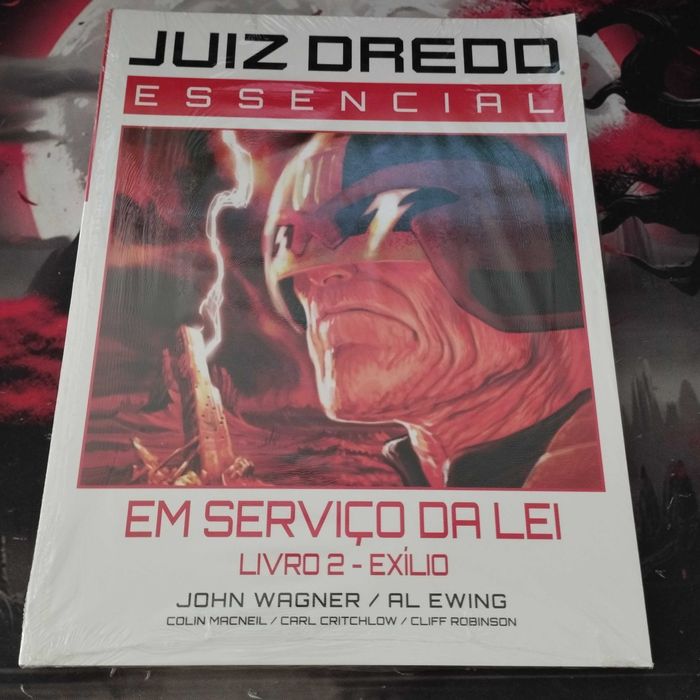 JUIZ DREDD
ESSENCIAL
EM SERVIÇO DA LEI
LIVRO 2 - EXÍLIO
JOHN WAGNER / AL EWING
COLIN MACNEIL / CARL CRITCHLOW / CLIFF ROBINSON